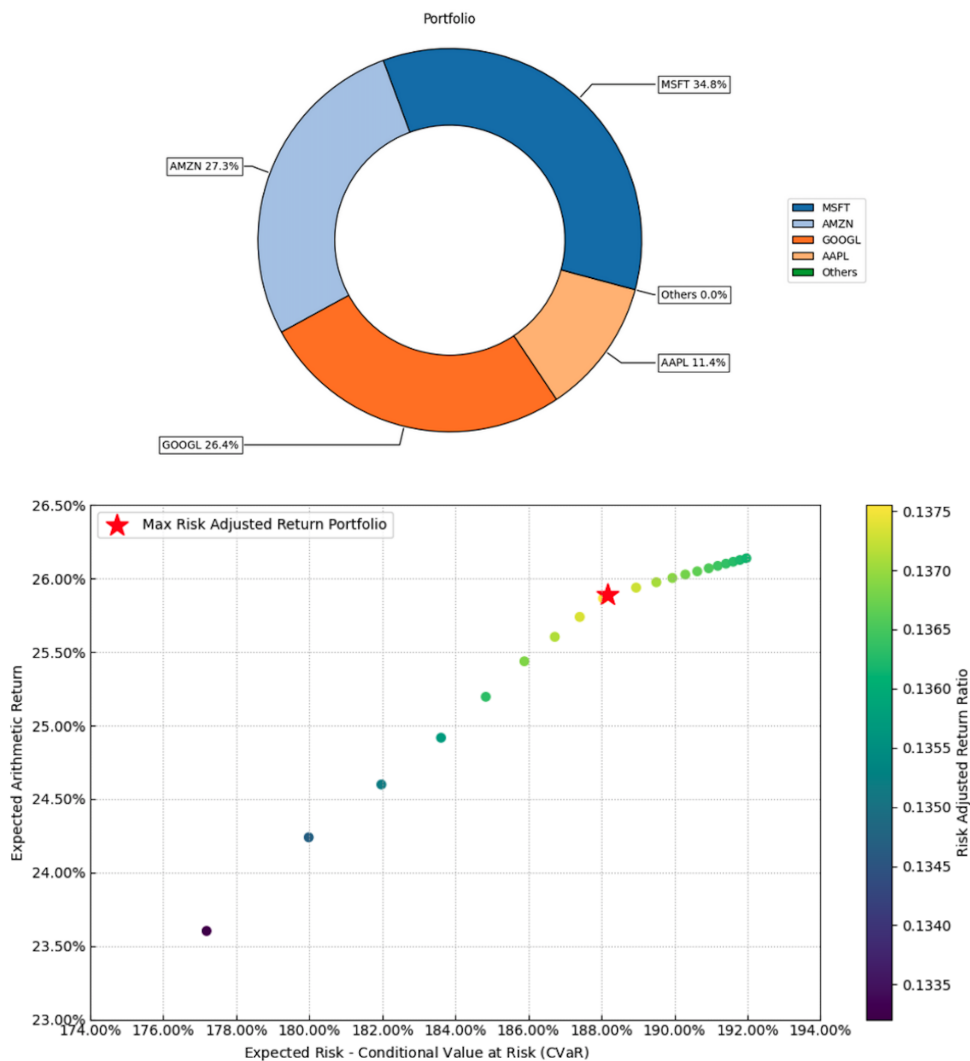 Portfolio
MSFT 34.8%
AMZN 27.3%
MSFT
AMZN
GOOGL
AAPL
Others
Others 0.0%
AAPL 11.4%
GOOGL 26.4%
Max Risk Adjusted Return Portfolio
26.50%
26.00%
25.50%
25.00%
24.50%
24.00%
23.50%
23.00%
Expected Arithmetic Return
174.00% 176.00% 178.00% 180.00% 182.00% 184.00% 186.00% 188.00% 190.00% 192.00% 194.00%
Expected Risk - Conditional Value at Risk (CVaR)
0.1375
0.1370
0.1365
0.1360
0.1355
0.1350
0.1345
0.1340
0.1335
Risk Adjusted Return Ratio